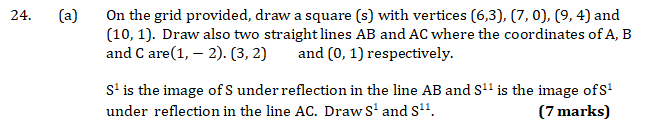 24. (a) On the grid provided, draw a square (s) with vertices (6,3), (7, 0), (9, 4) and
(10, 1). Draw also two straight lines AB and AC where the coordinates of A, B
and C are(1, – 2). (3, 2) and (0, 1) respectively.
S¹ is the image of S under reflection in the line AB and S¹¹ is the image of S¹
under reflection in the line AC. Draw S¹ and S¹¹. (7 marks)